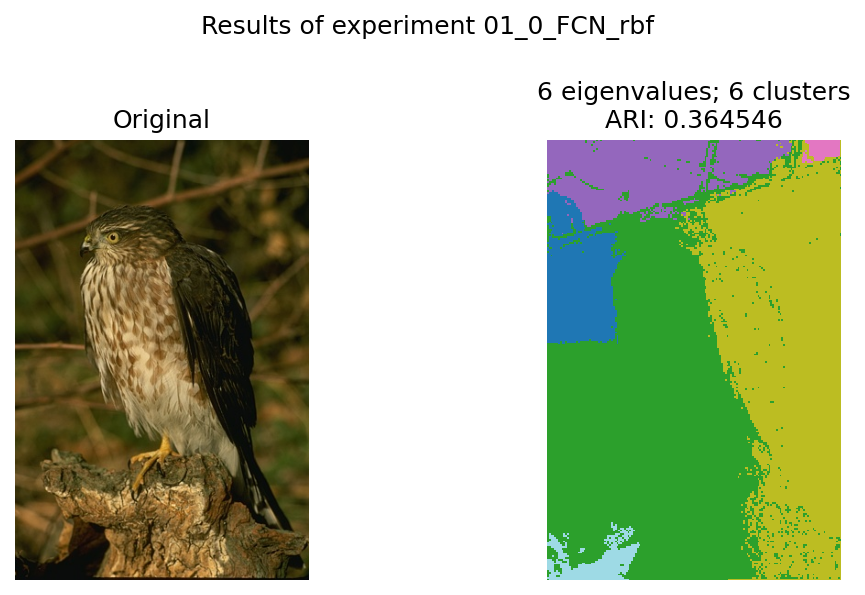 Results of experiment 01_0_FCN_rbf
Original
6 eigenvalues; 6 clusters
ARI: 0.364546